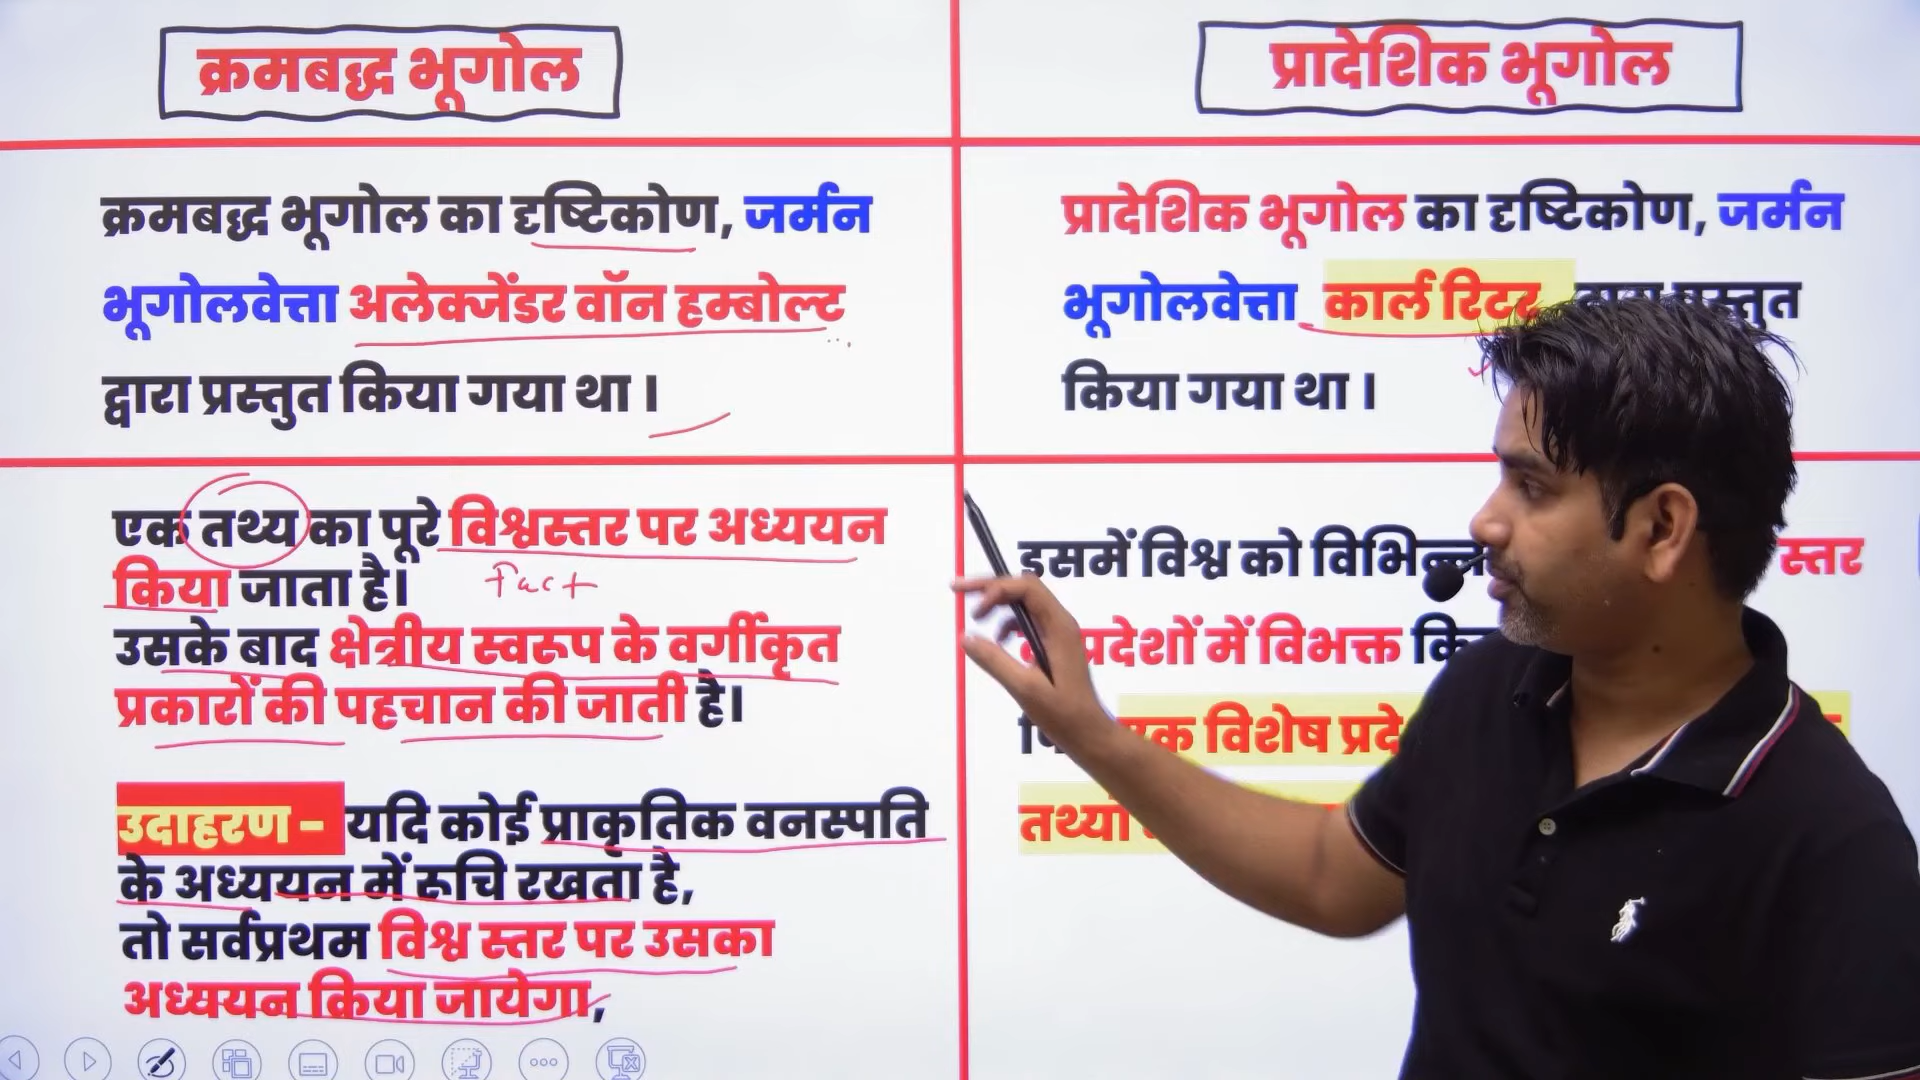 क्रमबद्ध भूगोल
क्रमबद्ध भूगोल का दृष्टिकोण, जर्मन
भूगोलवेत्ता अलेक्जेंडर वॉन हम्बोल्ट
द्वारा प्रस्तुत किया गया था ।
एक तथ्य का पूरे विश्वस्तर पर अध्ययन
किया जाता है।
Fact
उसके बाद क्षेत्रीय स्वरूप के वर्गीकृत
प्रकारों की पहचान की जाती है।
उदाहरण - यदि कोई प्राकृतिक वनस्पति
के अध्ययन में रूचि रखता है,
तो सर्वप्रथम विश्व स्तर पर उसका
अध्ययन किया जायेगा,
प्रादेशिक भूगोल
प्रादेशिक भूगोल का दृष्टिकोण, जर्मन
भूगोलवेत्ता कार्ल रिटर
किया गया था ।
इसमें विश्व को विभिन्न स्तर
प्रदेशों में विभक्त
विशेष
तथ्यों